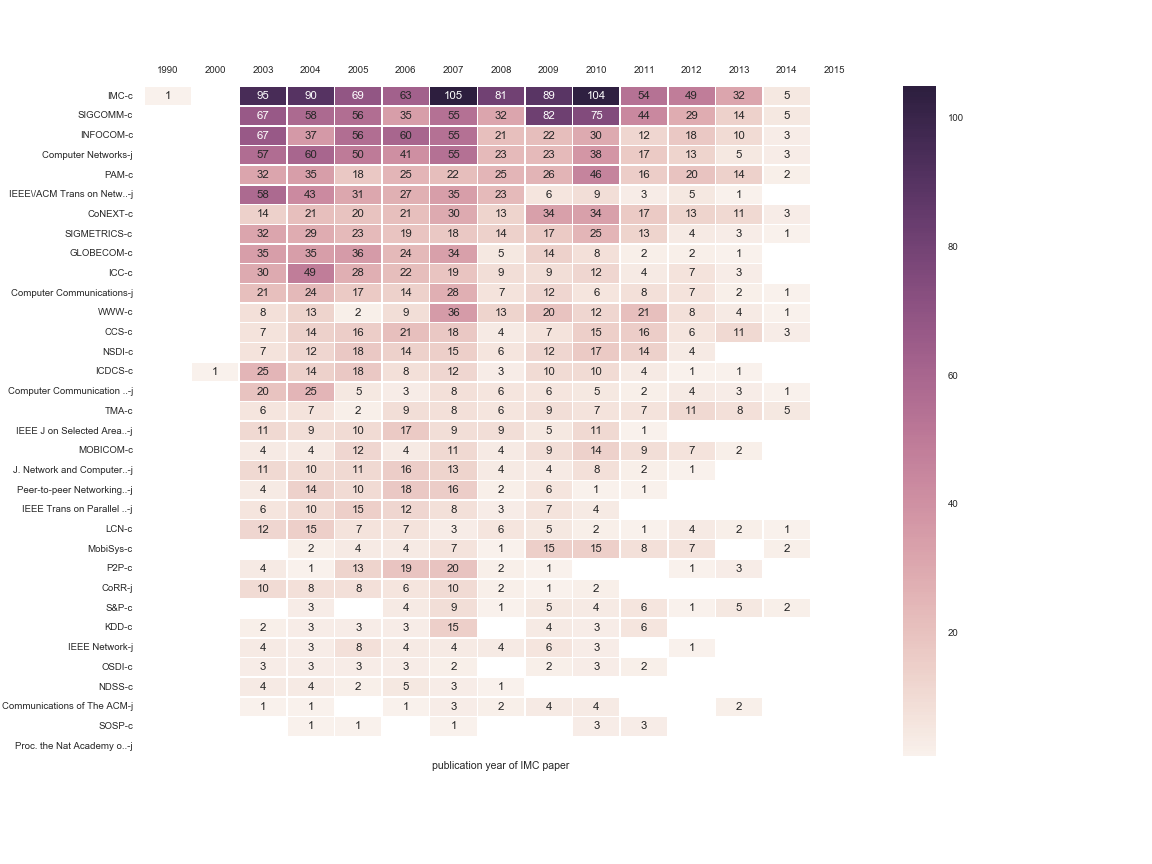 1990 2000 2003 2004 2005 2006 2007 2008 2009 2010 2011 2012 2013 2014 2015
IMC-c 1 95 90 69 63 105 81 89 104 54 49 32 5
SIGCOMM-c 67 58 56 35 55 32 82 75 44 29 14 5
INFOCOM-c 67 37 56 60 55 21 22 30 12 18 10 3
Computer Networks-j 57 60 50 41 55 23 23 38 17 13 5 3
PAM-c 32 35 18 25 22 25 26 46 16 20 14 2
IEEE\/ACM Trans on Netw..-j 58 43 31 27 35 23 6 9 3 5 1
CoNEXT-c 14 21 20 21 30 13 34 34 17 13 11 3
SIGMETRICS-c 32 29 23 19 18 14 17 25 13 4 3 1
GLOBECOM-c 35 35 36 24 34 5 14 8 2 2 1
ICC-c 30 49 28 22 19 9 9 12 4 7 3
Computer Communications-j 21 24 17 14 28 7 12 6 8 7 2 1
WWW-c 8 13 2 9 36 13 20 12 21 8 4 1
CCS-c 7 14 16 21 18 4 7 15 16 6 11 3
NSDI-c 7 12 18 14 15 6 12 17 14 4
ICDCS-c 1 25 14 18 8 12 3 10 10 4 1 1
Computer Communication ..-j 20 25 5 3 8 6 6 5 2 4 3 1
TMA-c 6 7 2 9 8 6 9 7 7 11 8 5
IEEE J on Selected Area..-j 11 9 10 17 9 9 5 11 1
MOBICOM-c 4 4 12 4 11 4 9 14 9 7 2
J. Network and Computer..-j 11 10 11 16 13 4 4 8 2 1
Peer-to-peer Networking..-j 4 14 10 18 16 2 6 1 1
IEEE Trans on Parallel ..-j 6 10 15 12 8 3 7 4
LCN-c 12 15 7 7 3 6 5 2 1 4 2 1
MobiSys-c 2 4 4 7 1 15 15 8 7 2
P2P-c 4 1 13 19 20 2 1 1 3
CoRR-j 10 8 8 6 10 2 1 2
S&P-c 3 4 9 1 5 4 6 1 5 2
KDD-c 2 3 3 3 15 4 3 6
IEEE Network-j 4 3 8 4 4 4 6 3 1
OSDI-c 3 3 3 3 2 2 3 2
NDSS-c 4 4 2 5 3 1
Communications of The ACM-j 1 1 1 3 2 4 4 2
SOSP-c 1 1 1 3 3
Proc. the Nat Academy o..-j
publication year of IMC paper
100
80
60
40
20